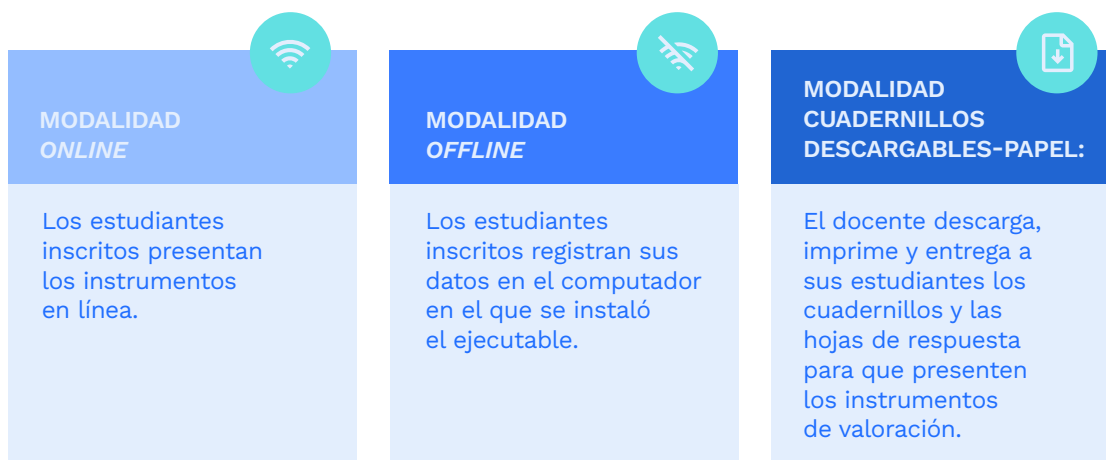 MODALIDAD
ONLINE
Los estudiantes
inscritos presentan
los instrumentos
en línea.
MODALIDAD
OFFLINE
Los estudiantes
inscritos registran sus
datos en el computador
en el que se instaló
el ejecutable.
MODALIDAD
CUADERNILLOS
DESCARGABLES-PAPEL:
El docente descarga,
imprime y entrega a
sus estudiantes los
cuadernillos y las
hojas de respuesta
para que presenten
los instrumentos
de valoración.